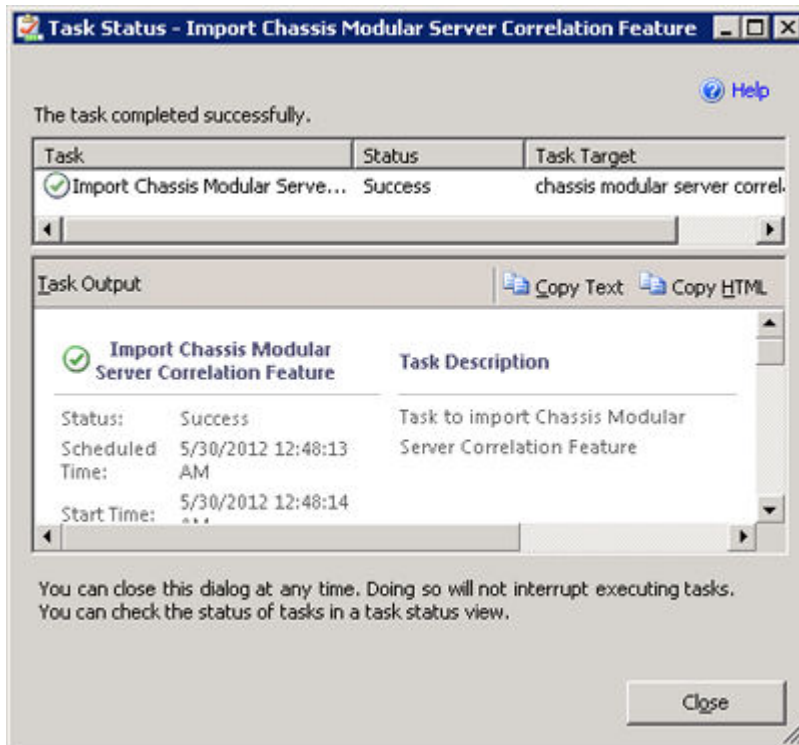 Task Status - Import Chassis Modular Server Correlation Feature
Help
The task completed successfully.
Task Status Task Target
Import Chassis Modular Serve... Success chassis modular server correl
Task Output Copy Text Copy HTML
Import Chassis Modular
Server Correlation Feature
Task Description
Status: Success
Scheduled Time: 5/30/2012 12:48:13 AM
Start Time: 5/30/2012 12:48:14
Task to import Chassis Modular
Server Correlation Feature
You can close this dialog at any time. Doing so will not interrupt executing tasks.
You can check the status of tasks in a task status view.
Close